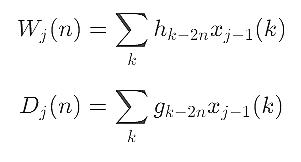 W_j(n) = \sum_k h_{k-2n} x_{j-1}(k)
D_j(n) = \sum_k g_{k-2n} x_{j-1}(k)